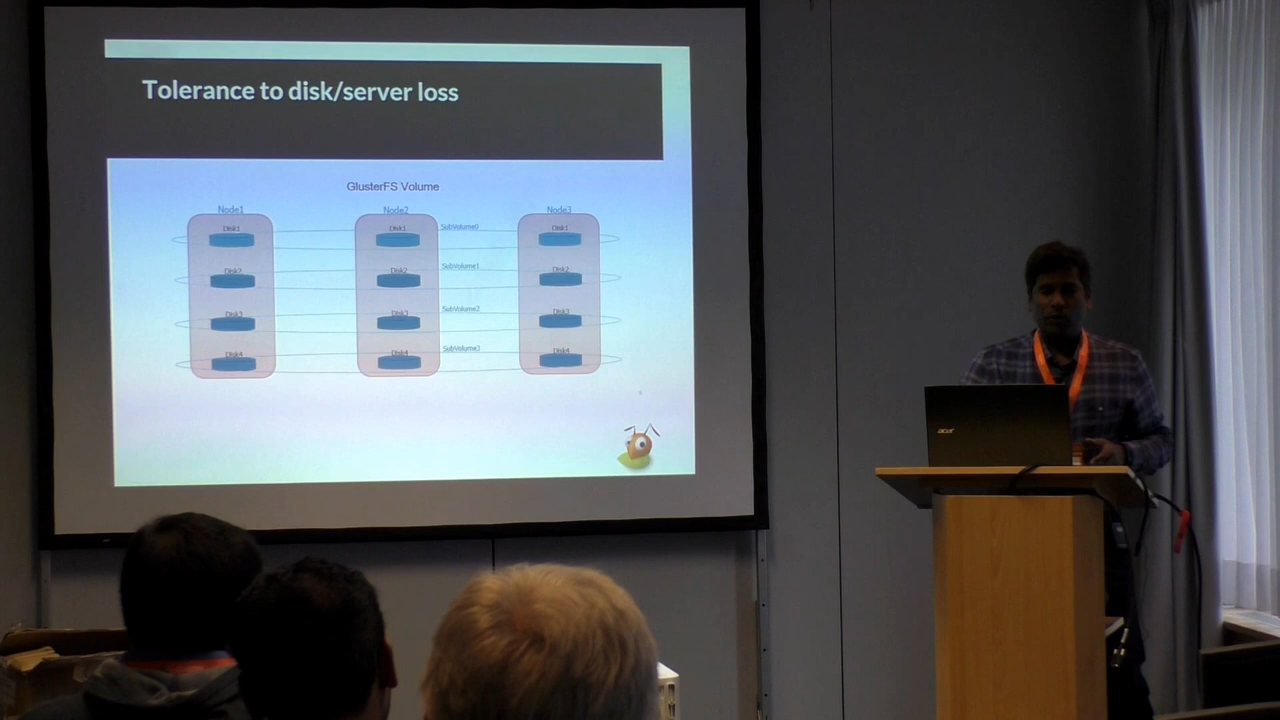 Tolerance to disk/server loss
GlusterFS Volume
Node1 Node2 Node3
Disk1 Disk1 SubVolume0 Disk1
Disk2 Disk2 SubVolume1 Disk2
Disk3 Disk3 SubVolume2 Disk3
Disk4 Disk4 SubVolume3 Disk4
acer